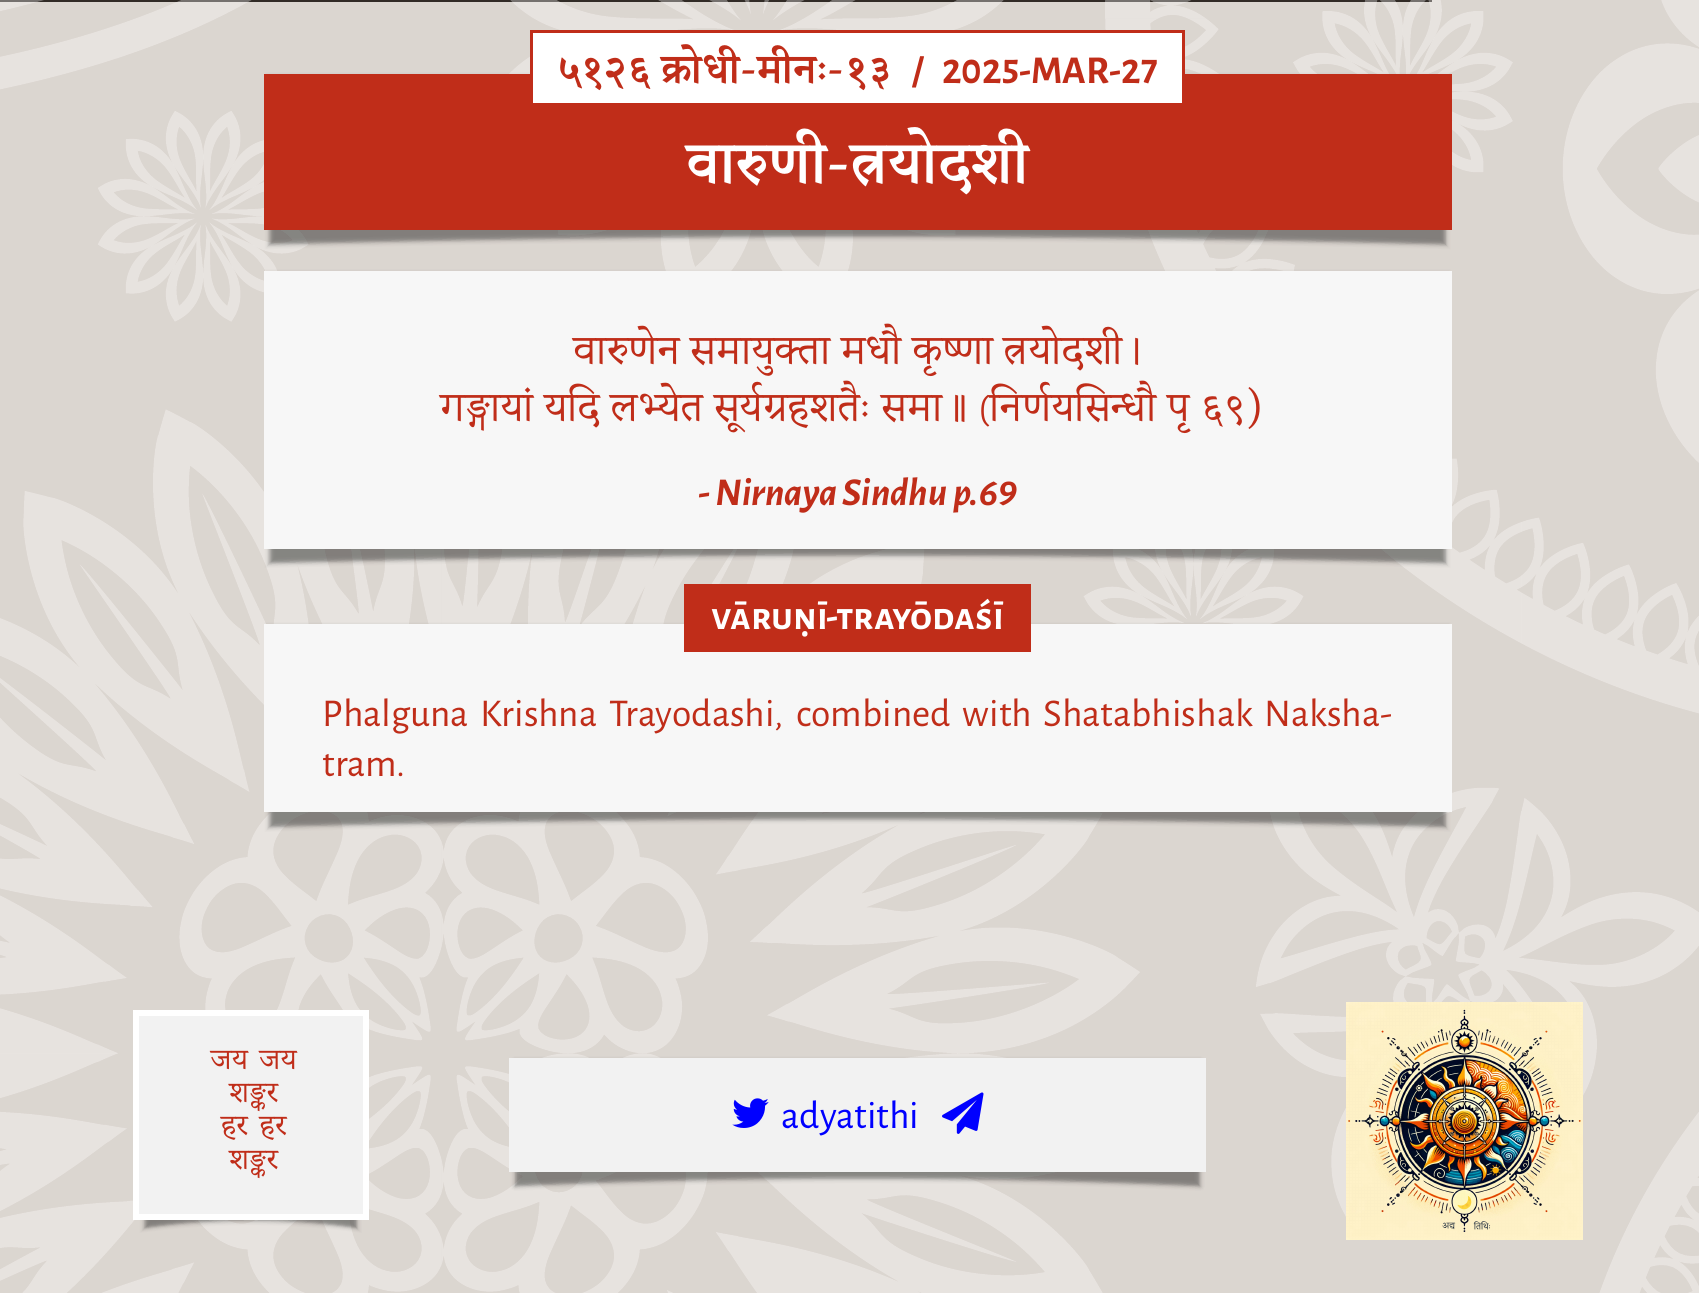 ५१२६ क्रोधी-मीनः-१३ / 2025-MAR-27
वारुणी-त्रयोदशी
वारुणेन समायुक्ता मधौ कृष्णा त्रयोदशी ।
गङ्गायां यदि लभ्येत सूर्यग्रहशतैः समा ॥ (निर्णयसिन्धौ पृ ६९)
- Nirnaya Sindhu p.69
VĀRUṆĪ-TRAYŌDAŚĪ
Phalguna Krishna Trayodashi, combined with Shatabhishak Naksha-
tram.
जय जय
शङ्कर
हर हर
शङ्कर
adyatithi
अद्य तिथिः